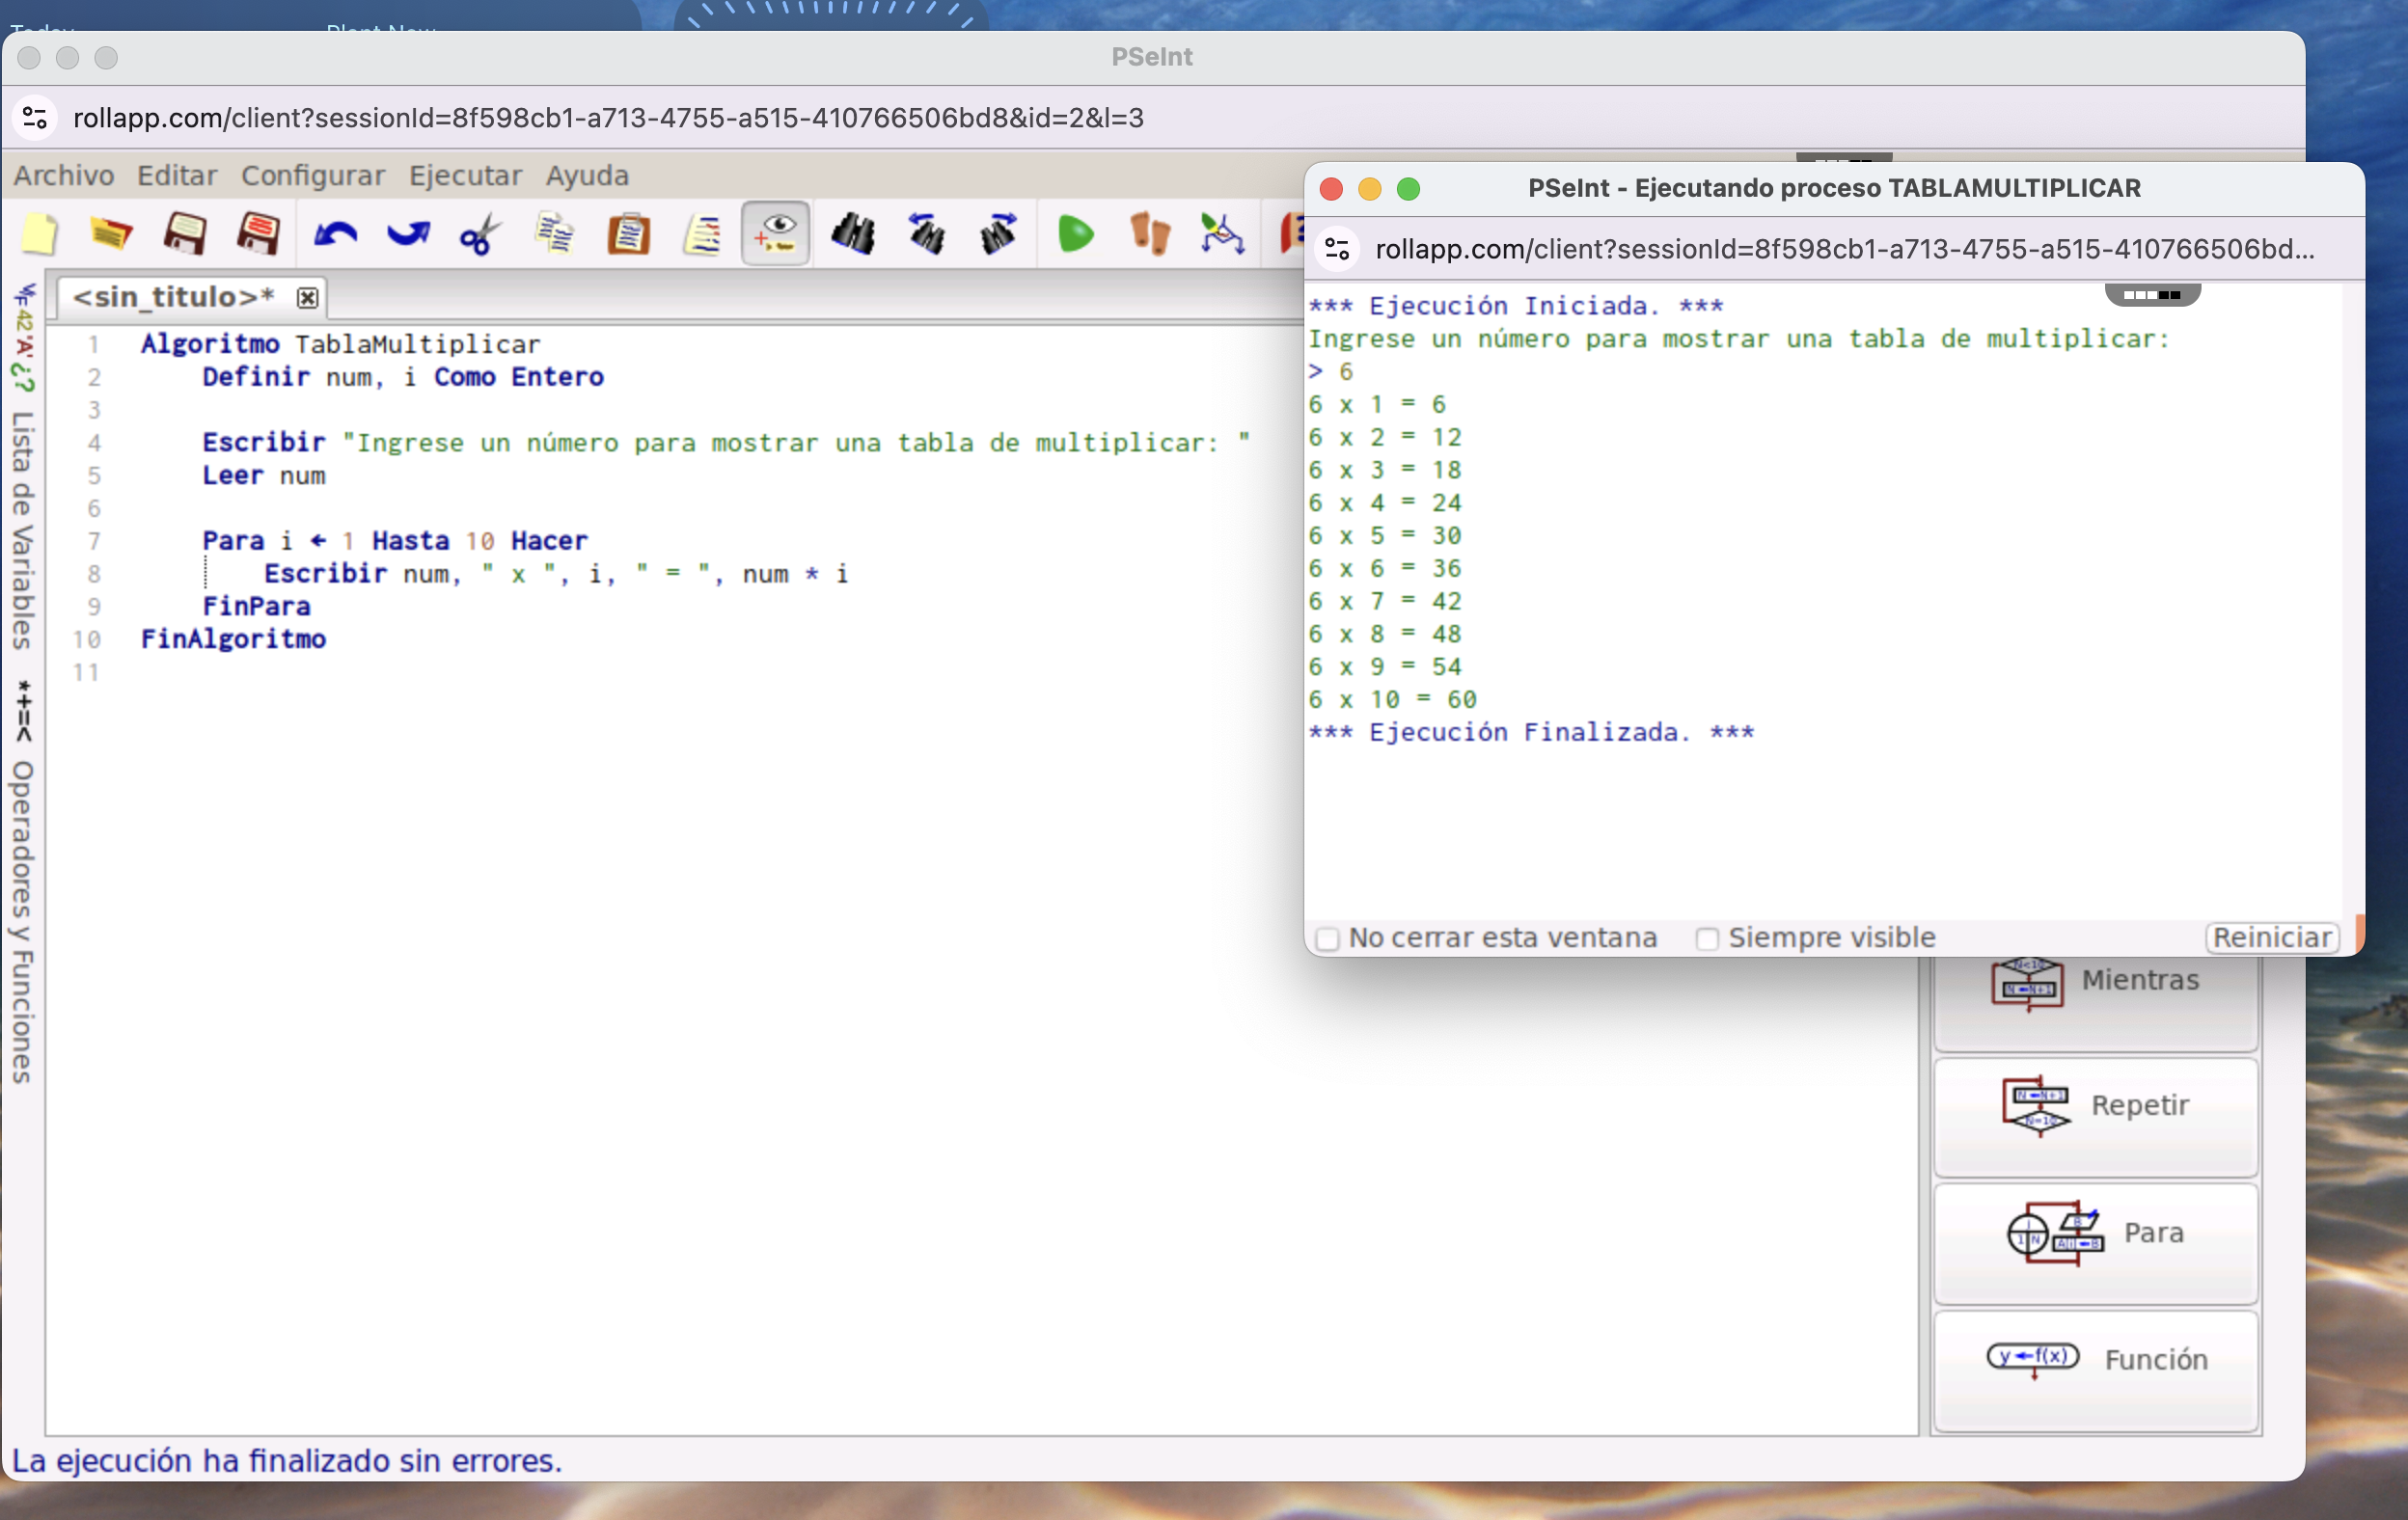 PSeInt
rollapp.com/client?sessionId=8f598cb1-a713-4755-a515-410766506bd8&id=2&l=3
Archivo Editar Configurar Ejecutar Ayuda
<sin_titulo>*
1 Algoritmo TablaMultiplicar
2 Definir num, i Como Entero
3
4 Escribir "Ingrese un número para mostrar una tabla de multiplicar: "
5 Leer num
6
7 Para i ← 1 Hasta 10 Hacer
8 Escribir num, " x ", i, " = ", num * i
9 FinPara
10 FinAlgoritmo
11
42 'A' ¿? Lista de Variables
*+=< Operadores y Funciones
PSeInt - Ejecutando proceso TABLAMULTIPLICAR
rollapp.com/client?sessionId=8f598cb1-a713-4755-a515-410766506bd...
*** Ejecución Iniciada. ***
Ingrese un número para mostrar una tabla de multiplicar:
> 6
6 x 1 = 6
6 x 2 = 12
6 x 3 = 18
6 x 4 = 24
6 x 5 = 30
6 x 6 = 36
6 x 7 = 42
6 x 8 = 48
6 x 9 = 54
6 x 10 = 60
*** Ejecución Finalizada. ***
No cerrar esta ventana Siempre visible Reiniciar
Mientras
Repetir
Para
y←f(x) Función
La ejecución ha finalizado sin errores.